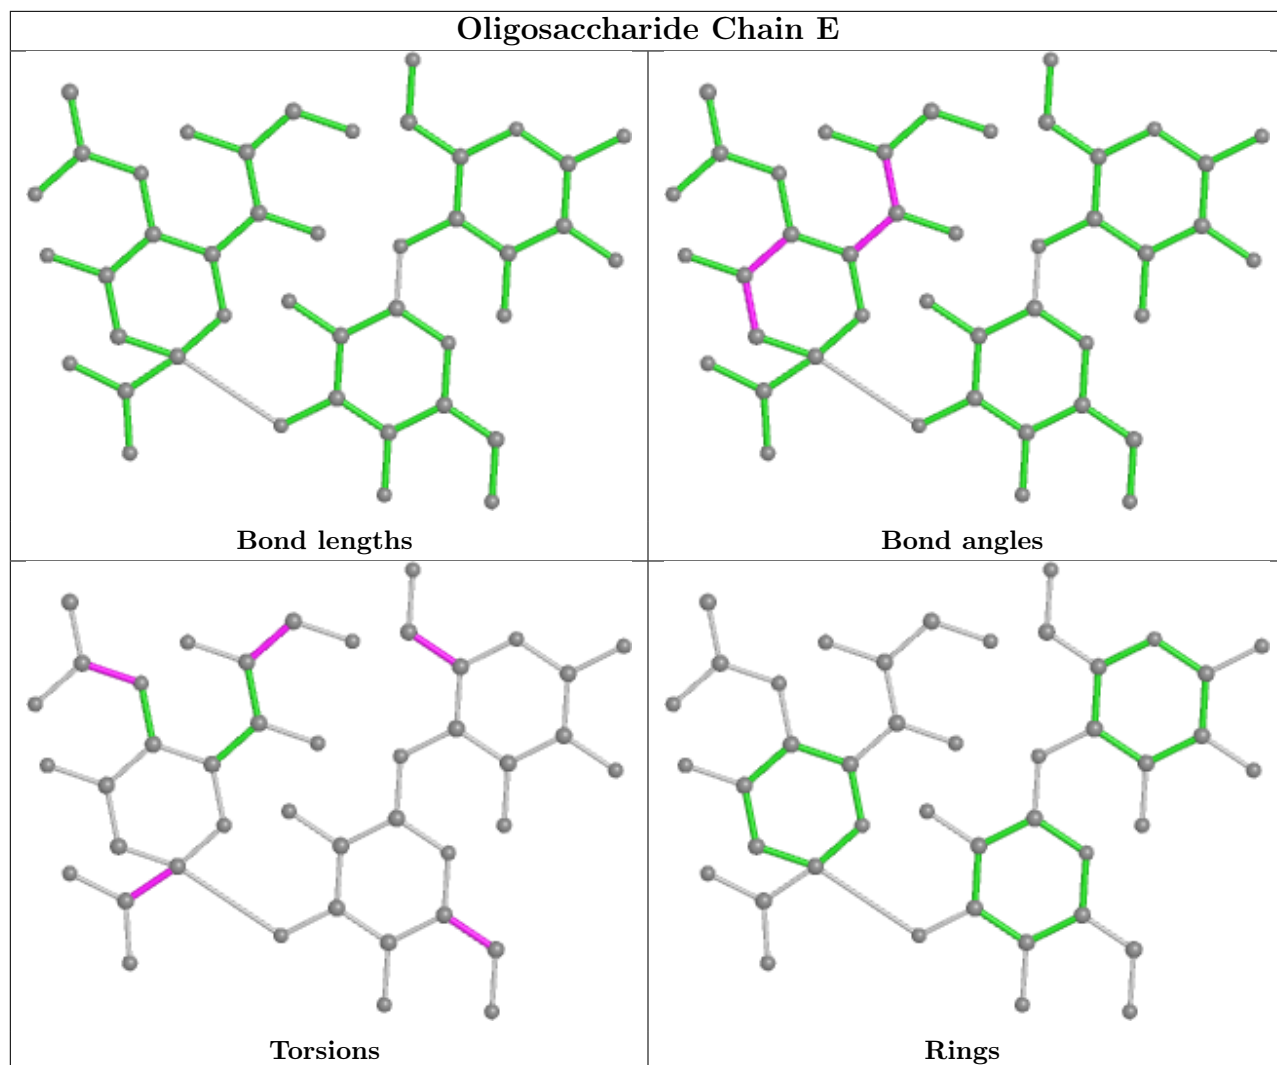 Oligosaccharide Chain E
Bond lengths
Bond angles
Torsions
Rings